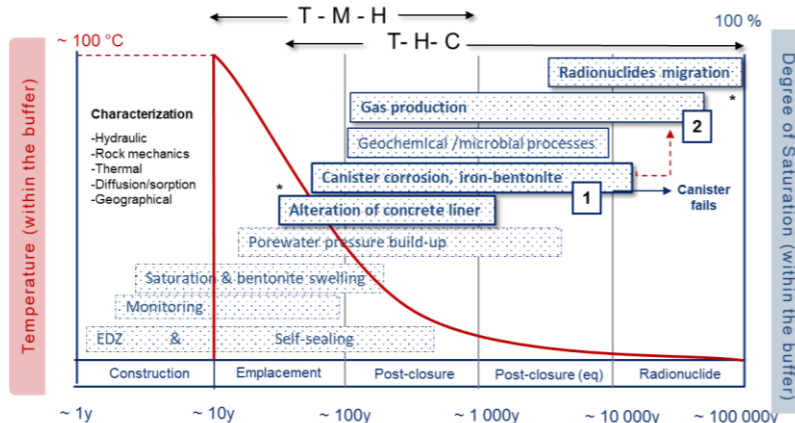 T - M - H
100 %
~ 100 °C
T- H- C
Temperature (within the buffer)
Degree of Saturation (within the buffer)
Radionuclides migration
*
Characterization
-Hydraulic
-Rock mechanics
-Thermal
-Diffusion/sorption
-Geographical
Gas production
2
Geochemical /microbial processes
Canister corrosion, iron-bentonite
1
Canister
fails
*
Alteration of concrete liner
Porewater pressure build-up
Saturation & bentonite swelling
Monitoring
EDZ & Self-sealing
Construction
Emplacement
Post-closure
Post-closure (eq)
Radionuclide
~ 1y
~ 10y
~ 100y
~ 1 000y
~ 10 000y
~ 100 000y